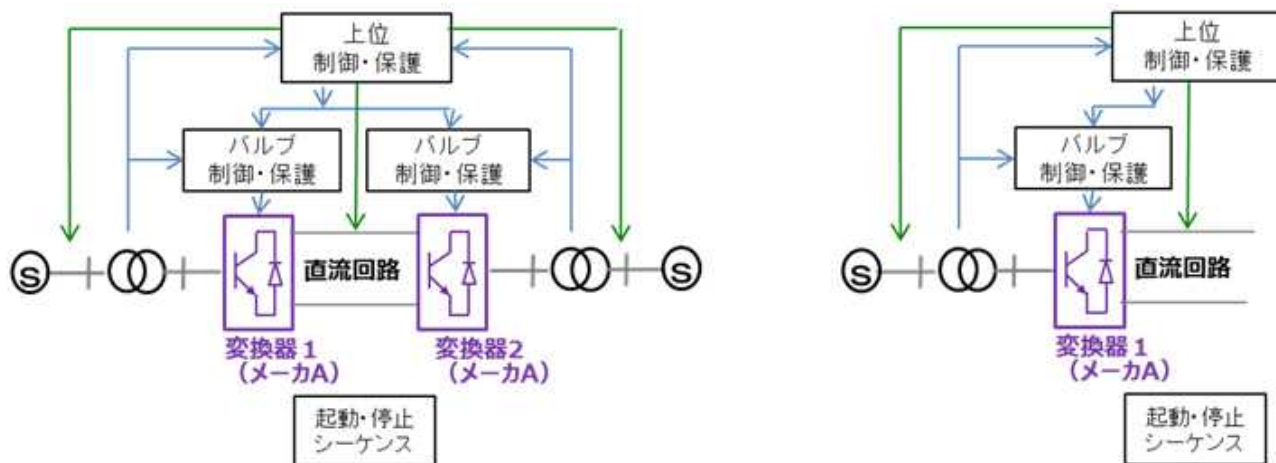 上位
制御・保護
バルブ
制御・保護
バルブ
制御・保護
S
直流回路
S
変換器1
(メーカA)
変換器2
(メーカA)
起動・停止
シーケンス
上位
制御・保護
バルブ
制御・保護
S
直流回路
変換器1
(メーカA)
起動・停止
シーケンス